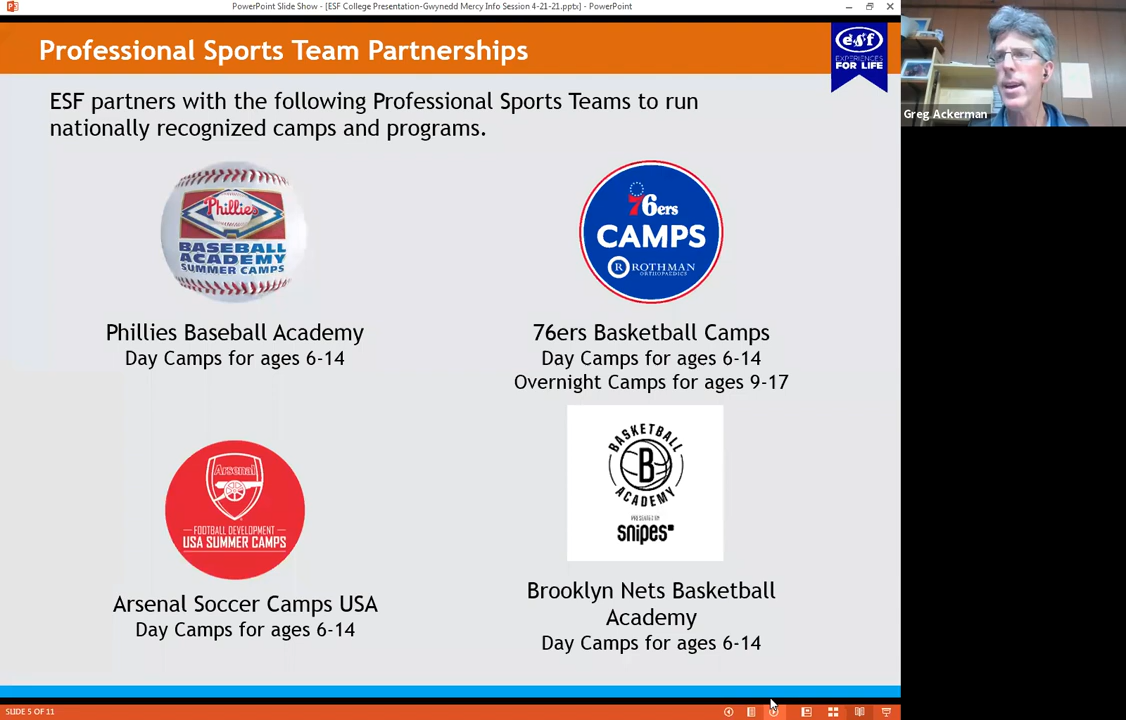 PowerPoint Slide Show - [ESF College Presentation-Gwynedd Mercy Info Session 4-21-21.pptx] - PowerPoint
Professional Sports Team Partnerships
esf
EXPERIENCES
FOR LIFE
Greg Ackerman
ESF partners with the following Professional Sports Teams to run
nationally recognized camps and programs.
Phillies
BASEBALL
ACADEMY
SUMMER CAMPS
76ers
CAMPS
R ROTHMAN
ORTHOPAEDICS
Phillies Baseball Academy
Day Camps for ages 6-14
76ers Basketball Camps
Day Camps for ages 6-14
Overnight Camps for ages 9-17
Arsenal
FOOTBALL DEVELOPMENT
USA SUMMER CAMPS
BASKETBALL
B
ACADEMY
PRESENTED BY
snipes
Arsenal Soccer Camps USA
Day Camps for ages 6-14
Brooklyn Nets Basketball
Academy
Day Camps for ages 6-14
SLIDE 5 OF 11